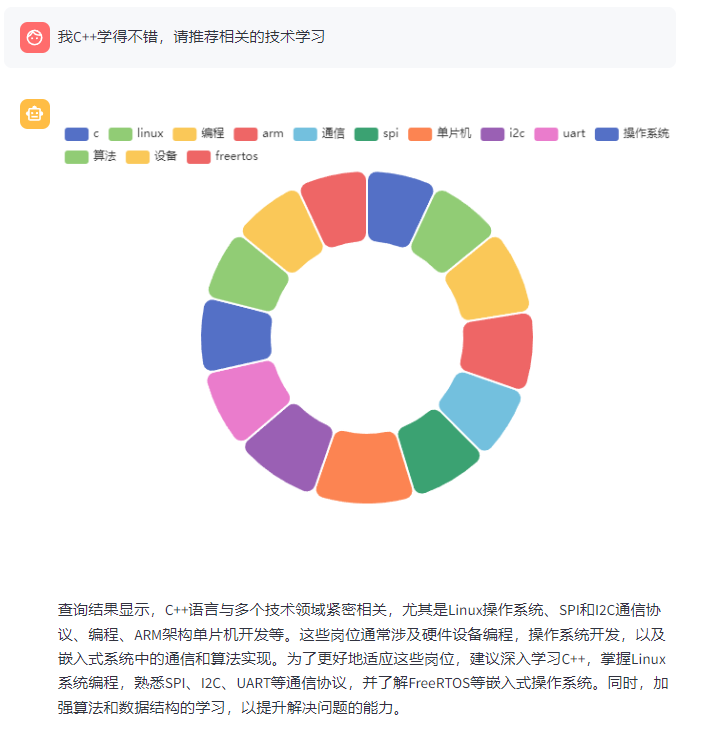 我C++学得不错，请推荐相关的技术学习
c linux 编程 arm 通信 spi 单片机 i2c uart 操作系统
算法 设备 freertos
查询结果显示，C++语言与多个技术领域紧密相关，尤其是Linux操作系统、SPI和I2C通信协
议、编程、ARM架构单片机开发等。这些岗位通常涉及硬件设备编程，操作系统开发，以及
嵌入式系统中的通信和算法实现。为了更好地适应这些岗位，建议深入学习C++，掌握Linux
系统编程，熟悉SPI、I2C、UART等通信协议，并了解FreeRTOS等嵌入式操作系统。同时，加
强算法和数据结构的学习，以提升解决问题的能力。